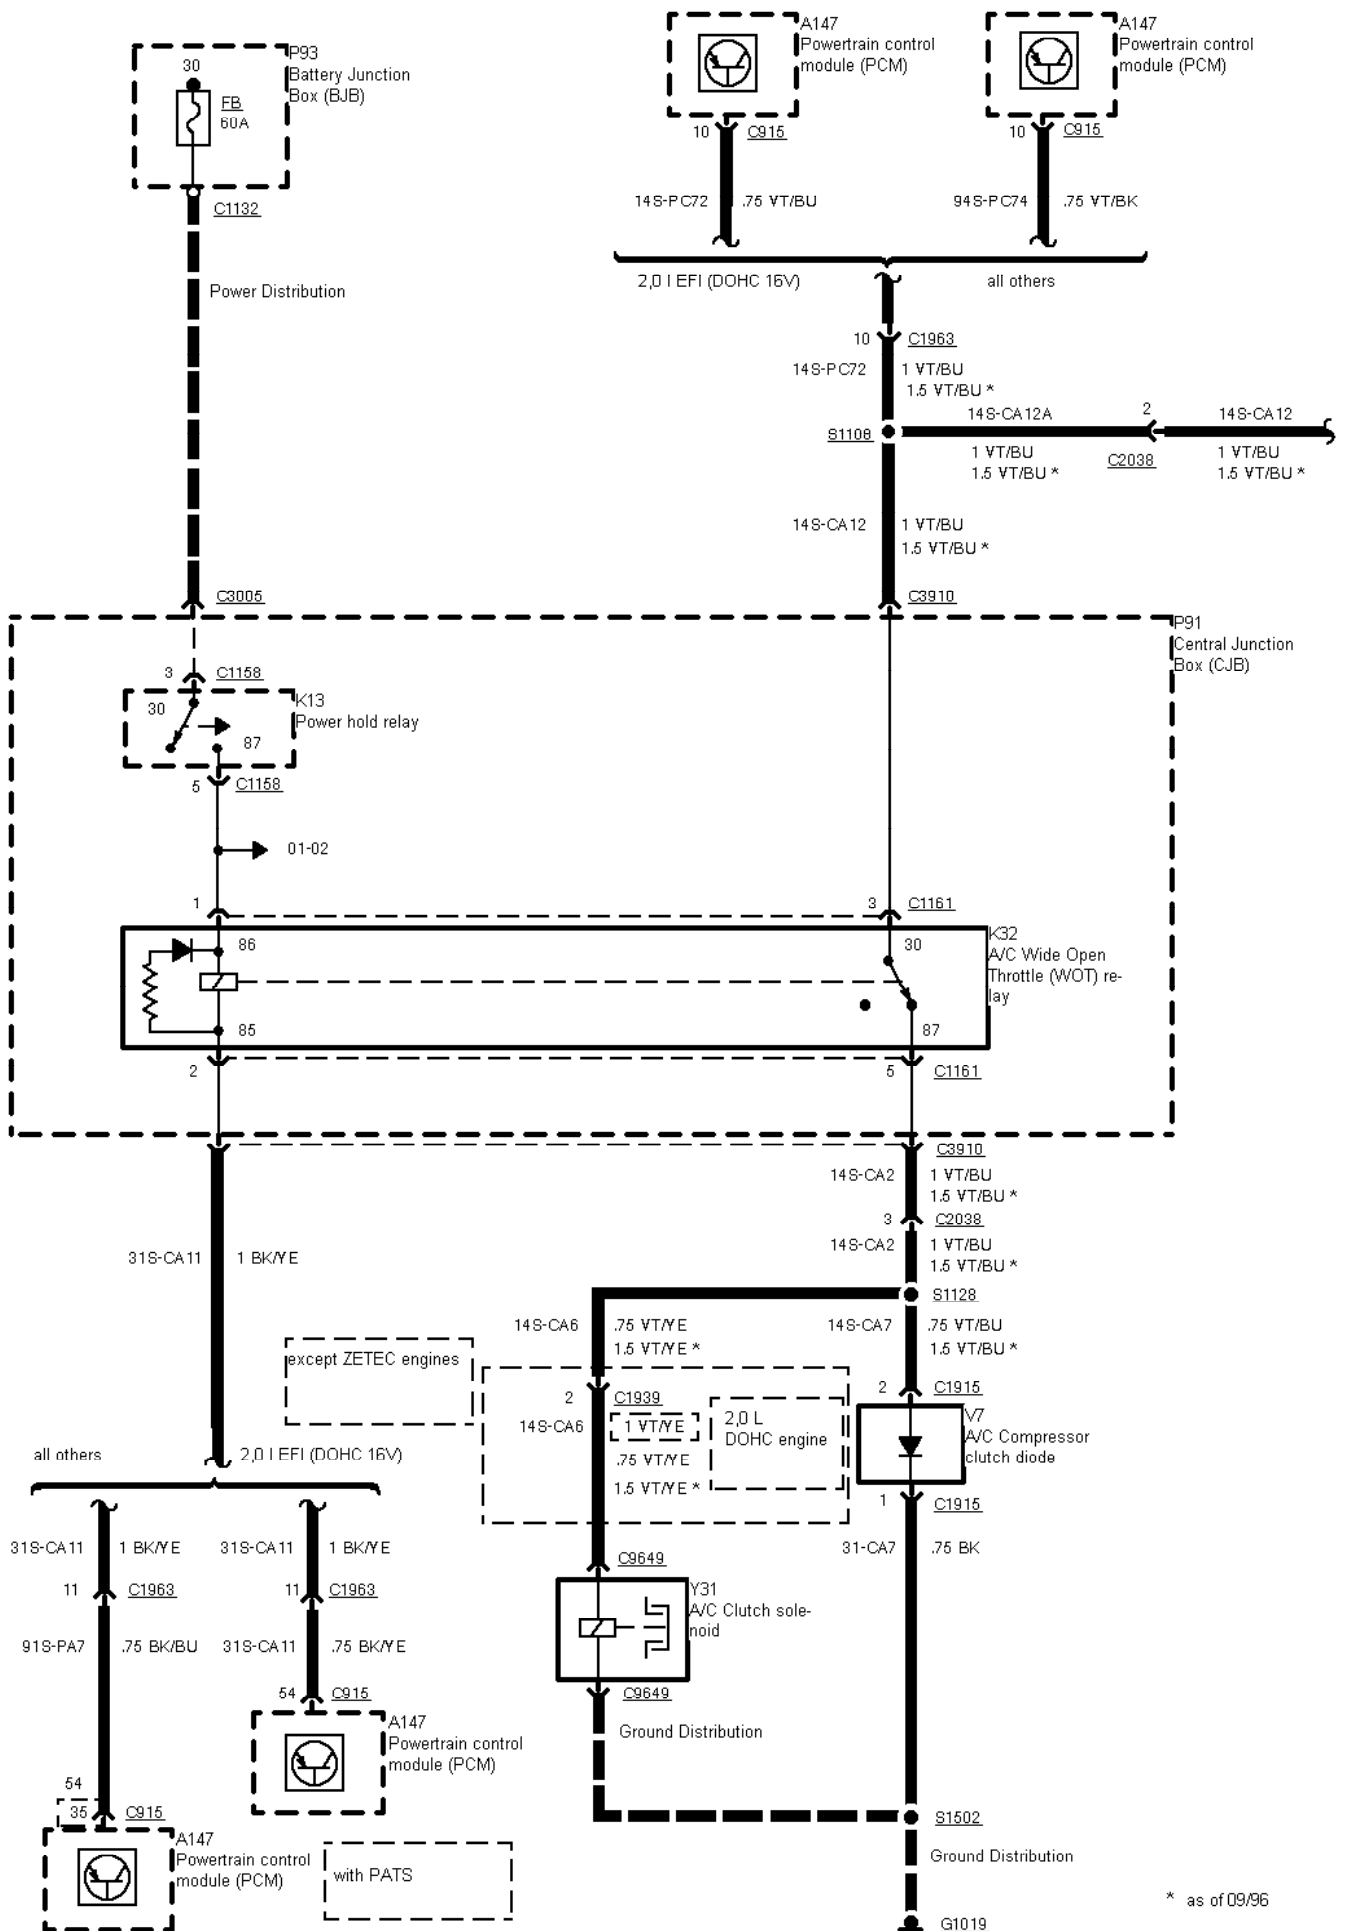 P93
Battery Junction
Box (BJB)
30
FB
60A
C1132
Power Distribution
A147
Powertrain control
module (PCM)
10 C915
14S-PC72 .75 VT/BU
A147
Powertrain control
module (PCM)
10 C915
94S-PC74 .75 VT/BK
2,0 l EFI (DOHC 16V) all others
10 C1963
14S-PC72 1 VT/BU
1.5 VT/BU *
S1108
14S-CA12A
1 VT/BU
1.5 VT/BU *
2
C2038
14S-CA12
1 VT/BU
1.5 VT/BU *
14S-CA12 1 VT/BU
1.5 VT/BU *
C3005
C3910
P91
Central Junction
Box (CJB)
3 C1158
30
87
K13
Power hold relay
5 C1158
01-02
1
3 C1161
86
85
30
87
K32
A/C Wide Open
Throttle (WOT) re-
lay
2
5 C1161
C3910
14S-CA2 1 VT/BU
1.5 VT/BU *
3 C2038
14S-CA2 1 VT/BU
1.5 VT/BU *
S1128
31S-CA11 1 BK/YE
14S-CA6 .75 VT/YE
1.5 VT/YE *
14S-CA7 .75 VT/BU
1.5 VT/BU *
except ZETEC engines
2 C1939
14S-CA6 1 VT/YE
.75 VT/YE
1.5 VT/YE *
2,0 L
DOHC engine
2 C1915
V7
A/C Compressor
clutch diode
1 C1915
31-CA7 .75 BK
all others 2,0 l EFI (DOHC 16V)
31S-CA11 1 BK/YE
11 C1963
91S-PA7 .75 BK/BU
31S-CA11 1 BK/YE
11 C1963
31S-CA11 .75 BK/YE
C9649
Y31
A/C Clutch sole-
noid
C9649
Ground Distribution
54 C915
A147
Powertrain control
module (PCM)
54
35 C915
A147
Powertrain control
module (PCM)
with PATS
S1502
Ground Distribution
* as of 09/96
G1019